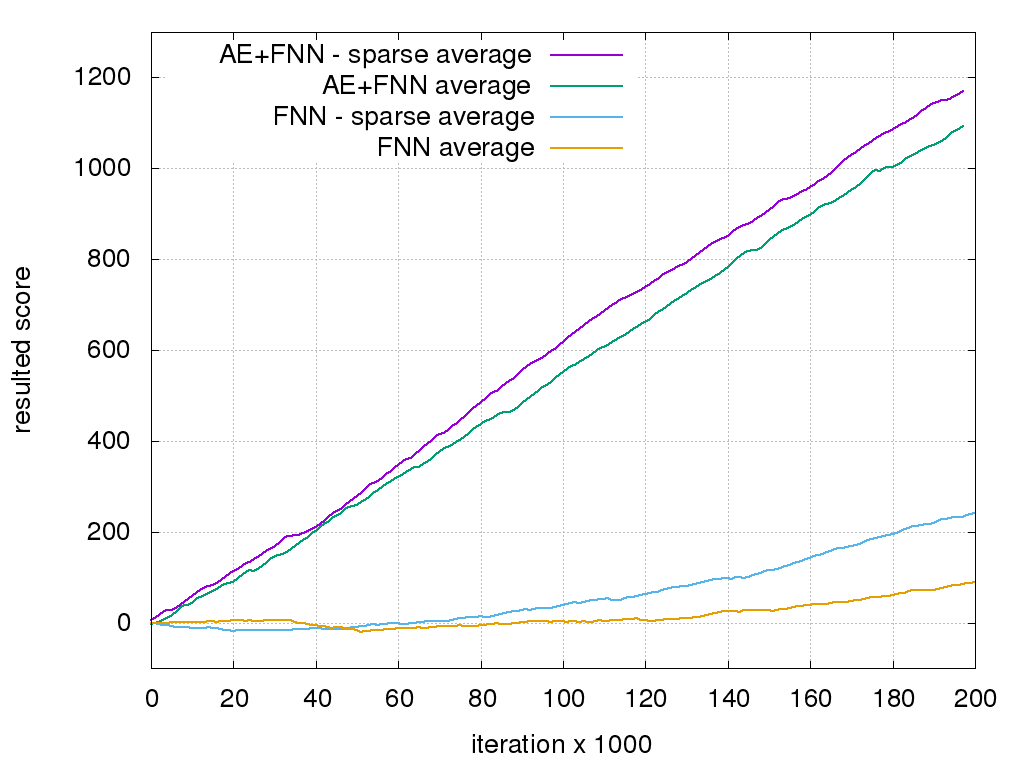 AE+FNN - sparse average
AE+FNN average
FNN - sparse average
FNN average
1200
1000
800
600
400
200
0
resulted score
0 20 40 60 80 100 120 140 160 180 200
iteration x 1000